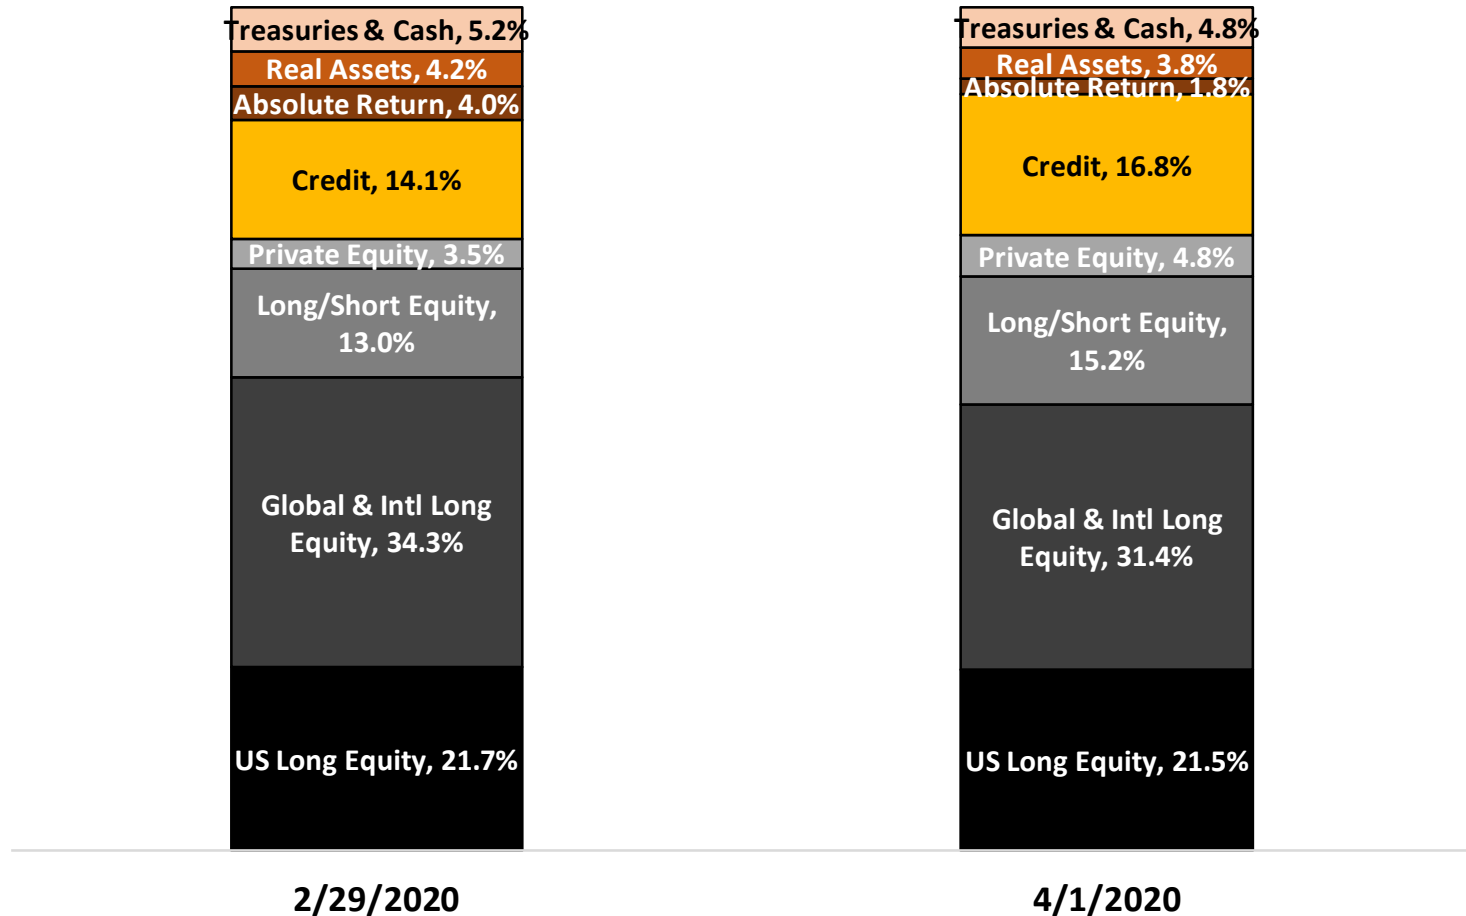 Treasuries & Cash, 5.2%
Real Assets, 4.2%
Absolute Return, 4.0%
Credit, 14.1%
Private Equity, 3.5%
Long/Short Equity,
13.0%
Global & Intl Long
Equity, 34.3%
US Long Equity, 21.7%
2/29/2020
Treasuries & Cash, 4.8%
Real Assets, 3.8%
Absolute Return, 1.8%
Credit, 16.8%
Private Equity, 4.8%
Long/Short Equity,
15.2%
Global & Intl Long
Equity, 31.4%
US Long Equity, 21.5%
4/1/2020